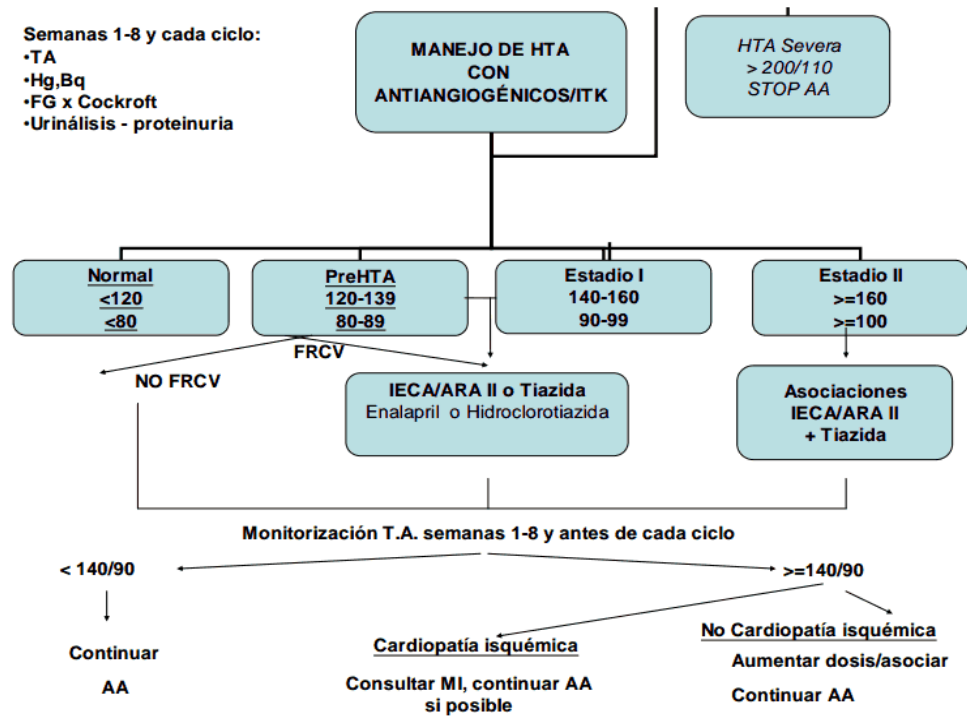 Semanas 1-8 y cada ciclo:
•TA
•Hg,Bq
•FG x Cockroft
•Urinálisis - proteinuria
MANEJO DE HTA
CON
ANTIANGIOGÉNICOS/ITK
HTA Severa
> 200/110
STOP AA
Normal
<120
<80
PreHTA
120-139
80-89
Estadio I
140-160
90-99
Estadio II
>=160
>=100
NO FRCV
FRCV
IECA/ARA II o Tiazida
Enalapril o Hidroclorotiazida
Asociaciones
IECA/ARA II
+ Tiazida
Monitorización T.A. semanas 1-8 y antes de cada ciclo
< 140/90
>=140/90
Continuar
AA
Cardiopatía isquémica
Consultar MI, continuar AA
si posible
No Cardiopatía isquémica
Aumentar dosis/asociar
Continuar AA